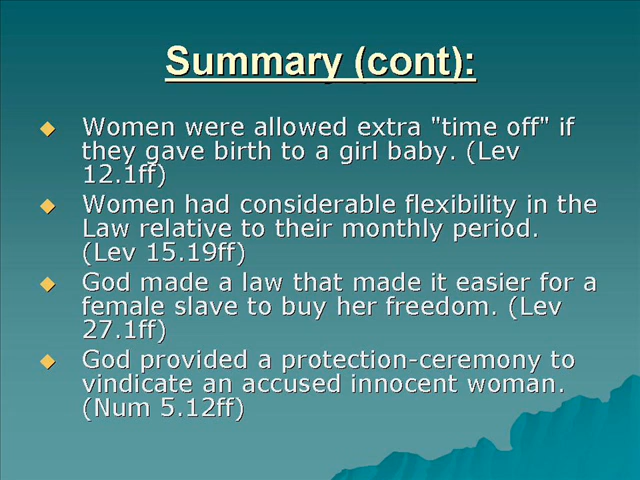 Summary (cont):
Women were allowed extra "time off" if
they gave birth to a girl baby. (Lev
12.1ff)
Women had considerable flexibility in the
Law relative to their monthly period.
(Lev 15.19ff)
God made a law that made it easier for a
female slave to buy her freedom. (Lev
27.1ff)
God provided a protection-ceremony to
vindicate an accused innocent woman.
(Num 5.12ff)